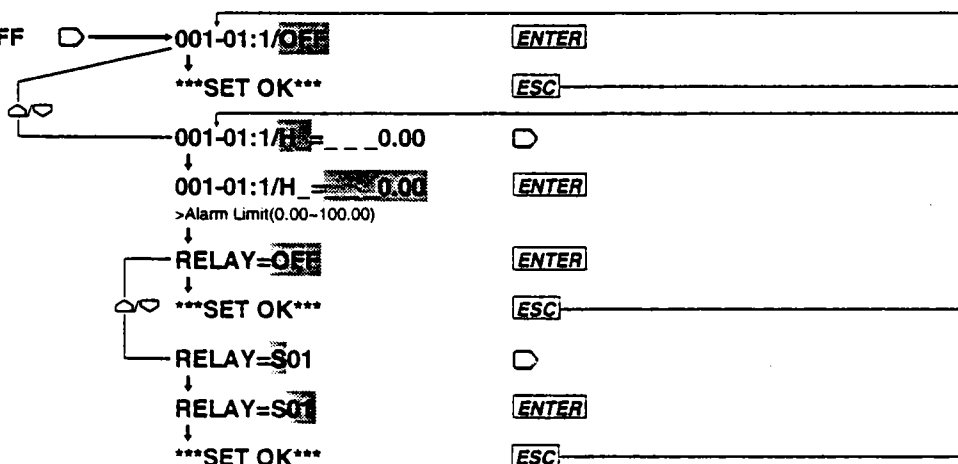 FF 001-01:1/OFF ENTER
***SET OK*** ESC
001-01:1/H_=_ _ _0.00
001-01:1/H_=____0.00 ENTER
>Alarm Limit(0.00~100.00)
RELAY=OFF ENTER
***SET OK*** ESC
RELAY=S01
RELAY=S01 ENTER
***SET OK*** ESC